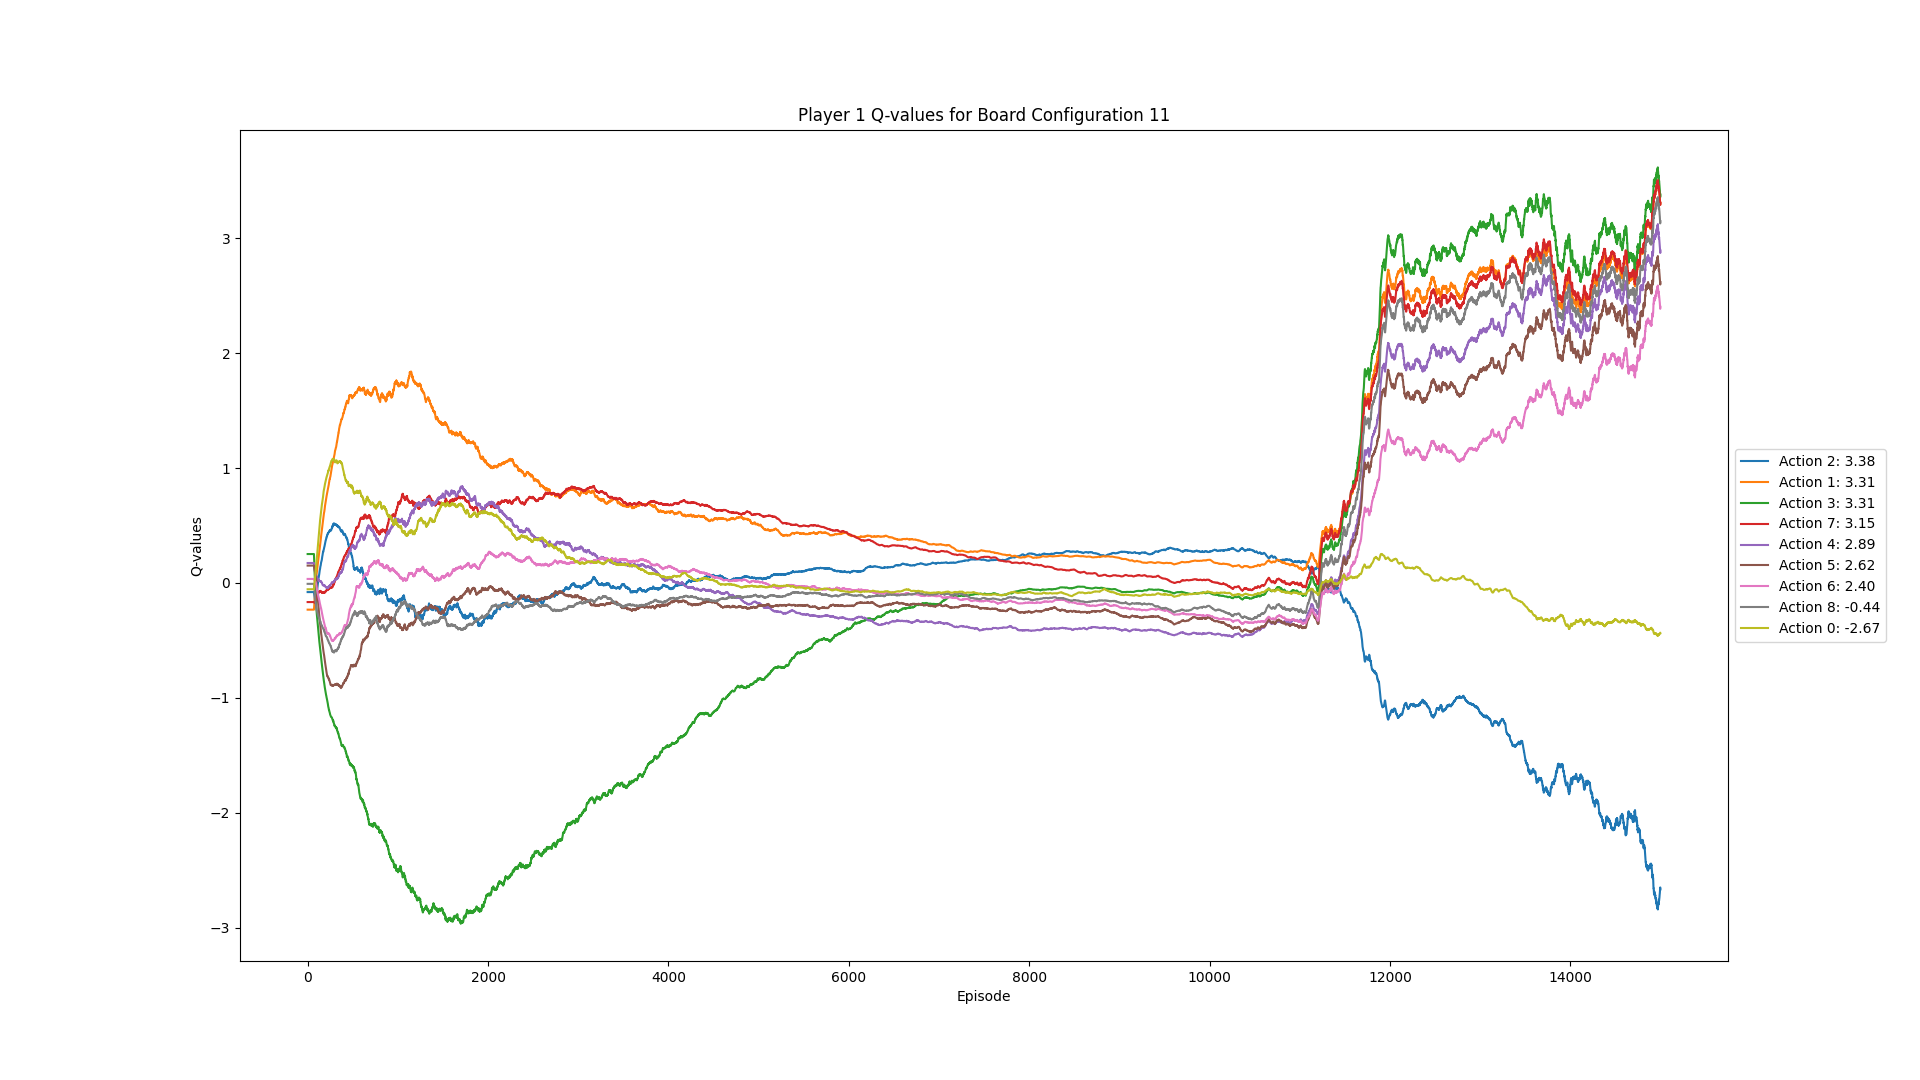 Player 1 Q-values for Board Configuration 11
Q-values
3
2
1
0
−1
−2
−3
0 2000 4000 6000 8000 10000 12000 14000
Episode
Action 2: 3.38
Action 1: 3.31
Action 3: 3.31
Action 7: 3.15
Action 4: 2.89
Action 5: 2.62
Action 6: 2.40
Action 8: -0.44
Action 0: -2.67